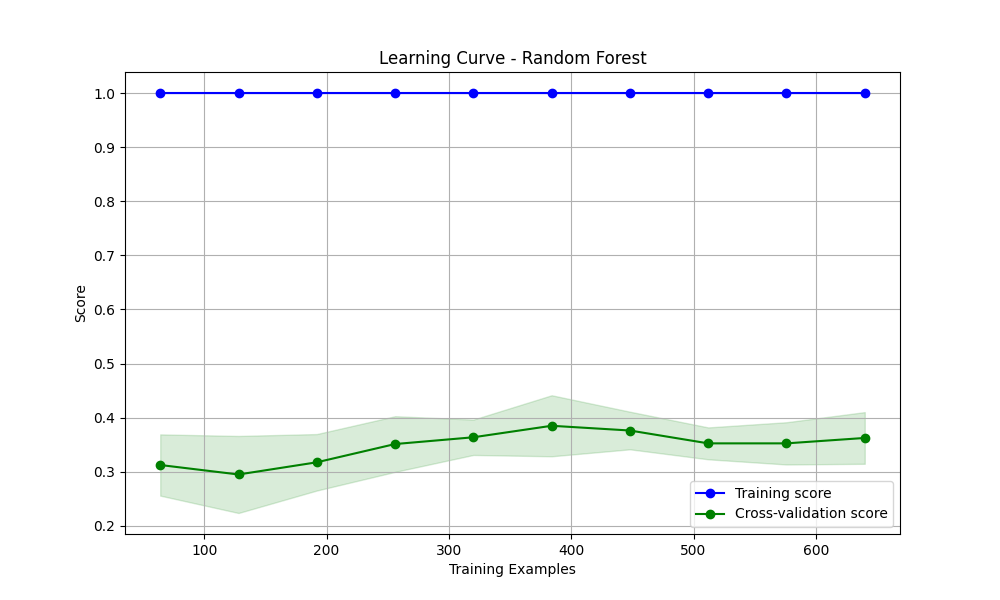 Learning Curve - Random Forest
1.0
0.9
0.8
0.7
0.6
0.5
0.4
0.3
0.2
Score
100 200 300 400 500 600
Training Examples
Training score
Cross-validation score